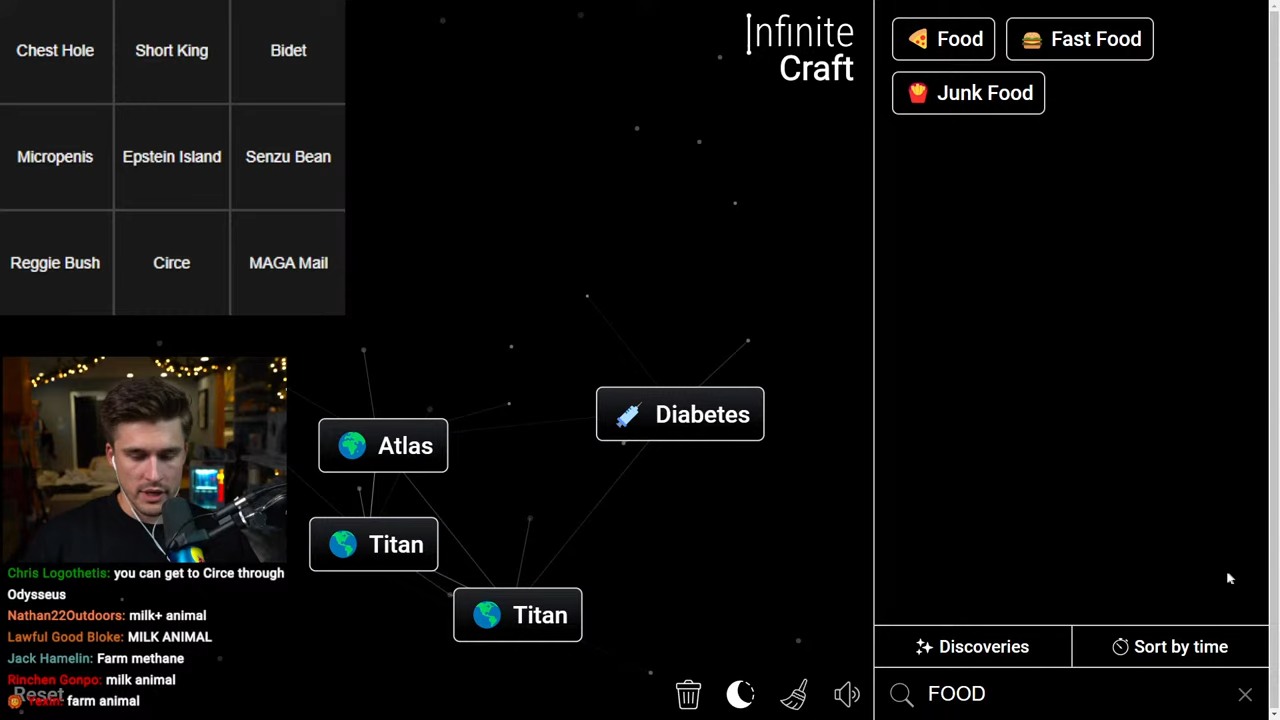 Chest Hole
Short King
Bidet
Micropenis
Epstein Island
Senzu Bean
Reggie Bush
Circe
MAGA Mail
Infinite
Craft
Food
Fast Food
Junk Food
Atlas
Diabetes
Titan
Titan
Chris Logothetis: you can get to Circe through
Odysseus
Nathan22Outdoors: milk+ animal
Lawful Good Bloke: MILK ANIMAL
Jack Hamelin: Farm methane
Rinchen Gonpo: milk animal
farm animal
Reset
Discoveries
Sort by time
FOOD